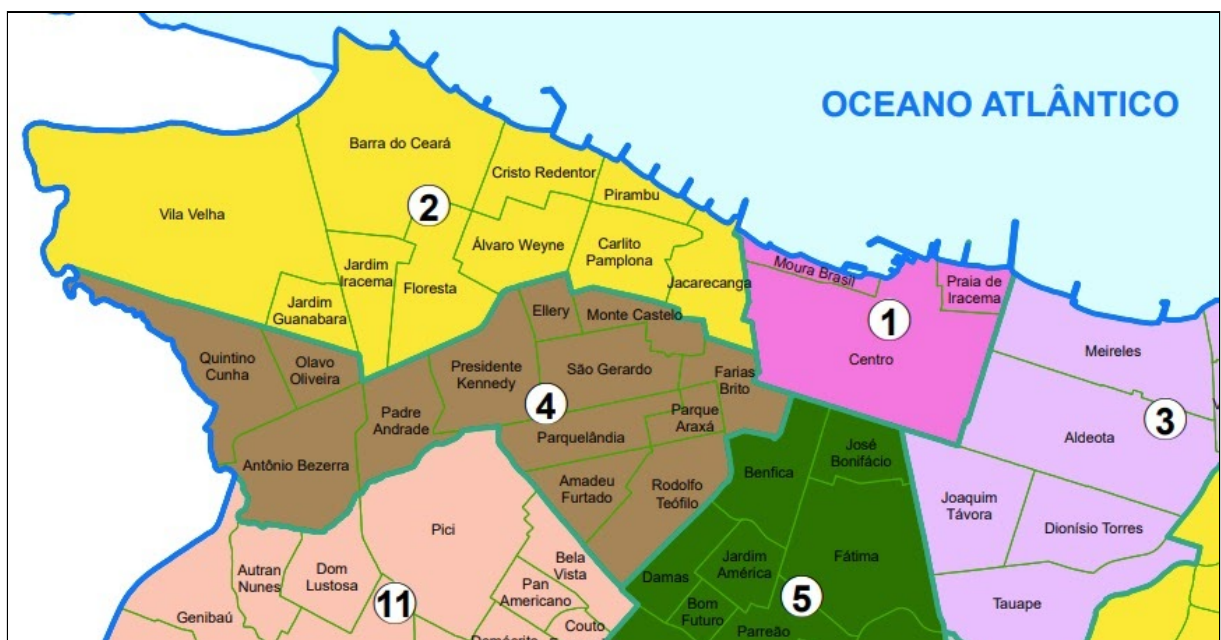 OCEANO ATLÂNTICO
Barra do Ceará
Cristo Redentor
Pirambu
2
Vila Velha
Álvaro Weyne
Carlito
Pamplona
Jardim
Iracema
Floresta
Jacarecanga
Jardim
Guanabara
Moura Brasil
Praia de
Iracema
1
Centro
Ellery
Monte Castelo
Meireles
Quintino
Cunha
Olavo
Oliveira
Presidente
Kennedy
São Gerardo
Farias
Brito
4
Padre
Andrade
Parque
Araxá
Parquelândia
3
Aldeota
José
Bonifácio
Antônio Bezerra
Benfica
Amadeu
Furtado
Rodolfo
Teófilo
Joaquim
Távora
Dionísio Torres
Pici
Fátima
Bela
Vista
Jardim
América
Damas
Autran
Nunes
Dom
Lustosa
Pan
Americano
11
5
Bom
Futuro
Tauape
Genibaú
Couto
Parreão